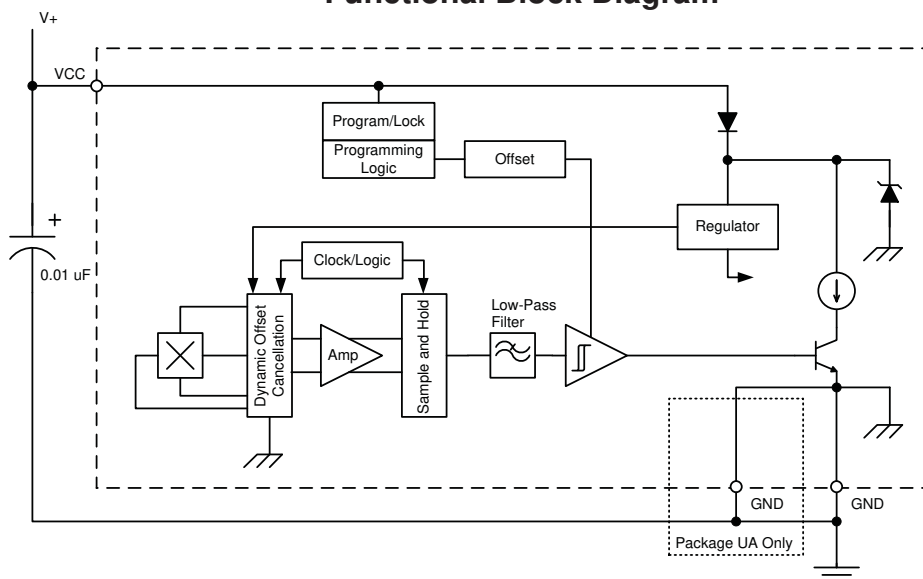 Functional Block Diagram
V+
VCC
Program/Lock
Programming
Logic
Offset
Regulator
+
0.01 uF
Clock/Logic
Dynamic Offset
Cancellation
Amp
Sample and Hold
Low-Pass
Filter
GND
GND
Package UA Only